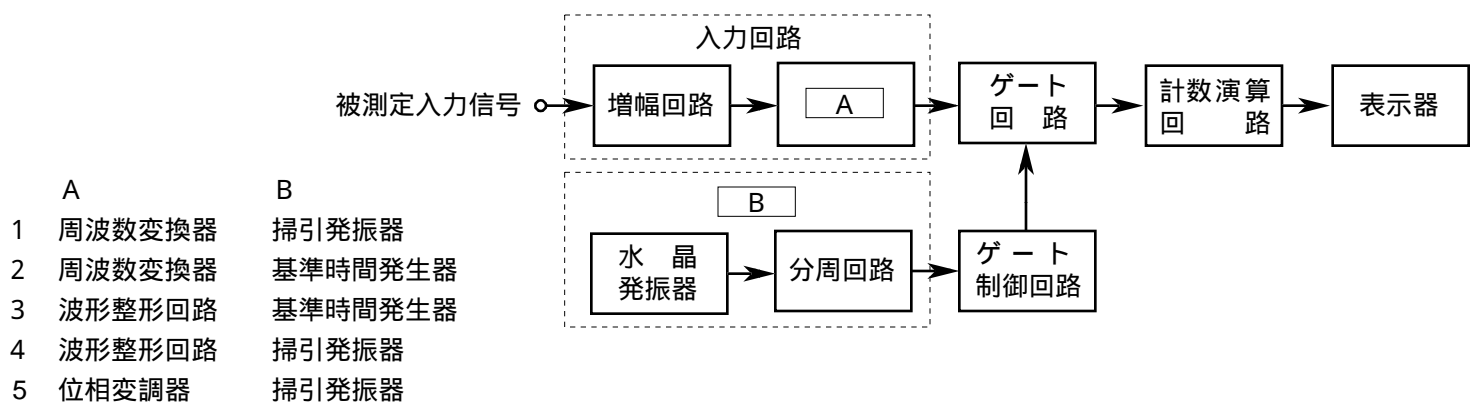 入力回路
被測定入力信号
増幅回路
A
ゲート
回 路
計数演算
回 路
表示器
B
水 晶
発振器
分周回路
ゲート
制御回路
A B
1 周波数変換器 掃引発振器
2 周波数変換器 基準時間発生器
3 波形整形回路 基準時間発生器
4 波形整形回路 掃引発振器
5 位相変調器 掃引発振器